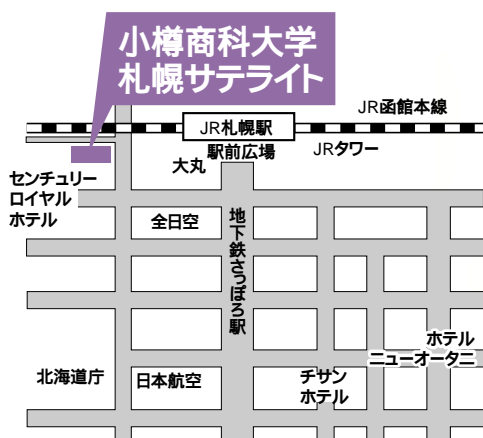 小樽商科大学
札幌サテライト
JR函館本線
JR札幌駅
駅前広場
JRタワー
大丸
センチュリー
ロイヤル
ホテル
全日空
地下鉄さっぽろ駅
ホテル
ニューオータニ
北海道庁
日本航空
チサン
ホテル